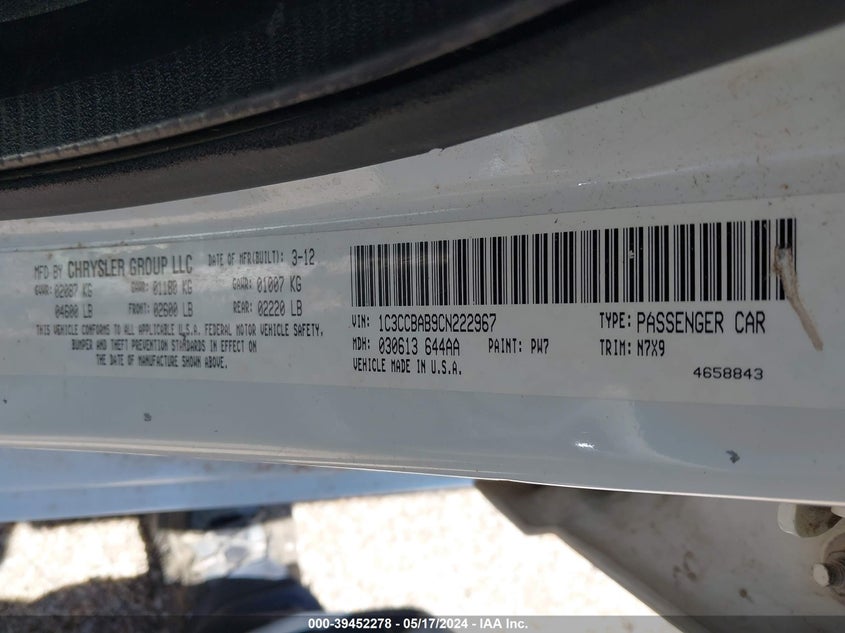 MFD BY CHRYSLER GROUP LLC DATE OF MFR(BUILT): 3-12
GVWR: 02087 KG GAWR: 01180 KG GAWR: 01007 KG
04600 LB FRONT: 02600 LB REAR: 02220 LB
THIS VEHICLE CONFORMS TO ALL APPLICABLE U.S.A. FEDERAL MOTOR VEHICLE SAFETY,
BUMPER AND THEFT PREVENTION STANDARDS IN EFFECT ON
THE DATE OF MANUFACTURE SHOWN ABOVE.
VIN: 1C3CCBAB9CN222967 TYPE: PASSENGER CAR
MDH: 030613 644AA PAINT: PW7 TRIM: N7X9
VEHICLE MADE IN U.S.A. 4658843
000-39452278 - 05/17/2024 - IAA Inc.